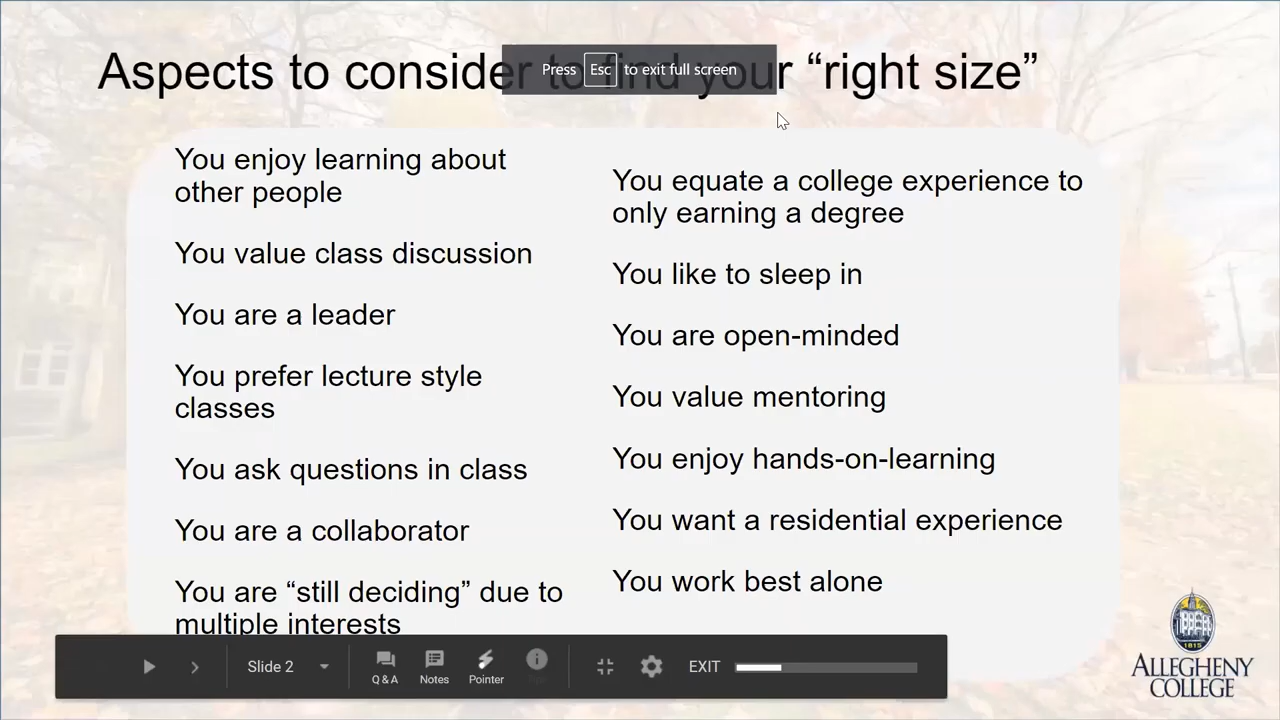 Aspects to consider to find your “right size”
Press Esc to exit full screen
You enjoy learning about
other people
You value class discussion
You are a leader
You prefer lecture style
classes
You ask questions in class
You are a collaborator
You are “still deciding” due to
multiple interests
You equate a college experience to
only earning a degree
You like to sleep in
You are open-minded
You value mentoring
You enjoy hands-on-learning
You want a residential experience
You work best alone
Slide 2
Q & A
Notes
Pointer
EXIT
1815
ALLEGHENY
COLLEGE